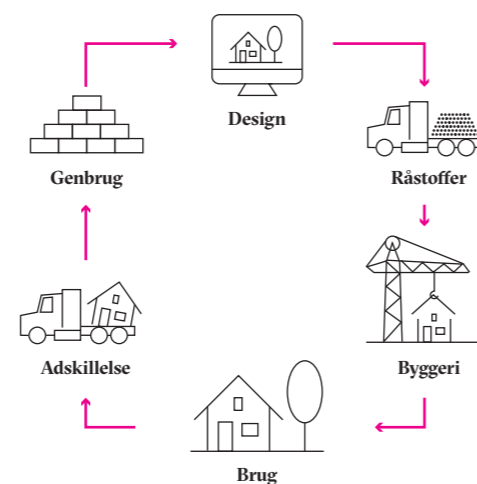 Design
Råstoffer
Byggeri
Brug
Adskillelse
Genbrug